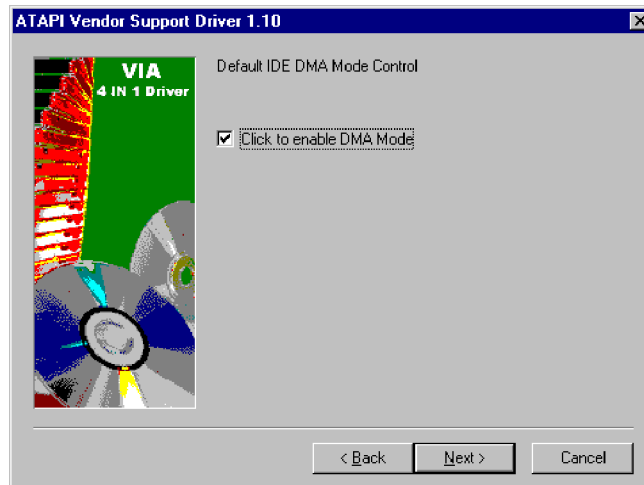 ATAPI Vendor Support Driver 1.10
VIA
4 IN 1 Driver
Default IDE DMA Mode Control
Click to enable DMA Mode
< Back
Next >
Cancel